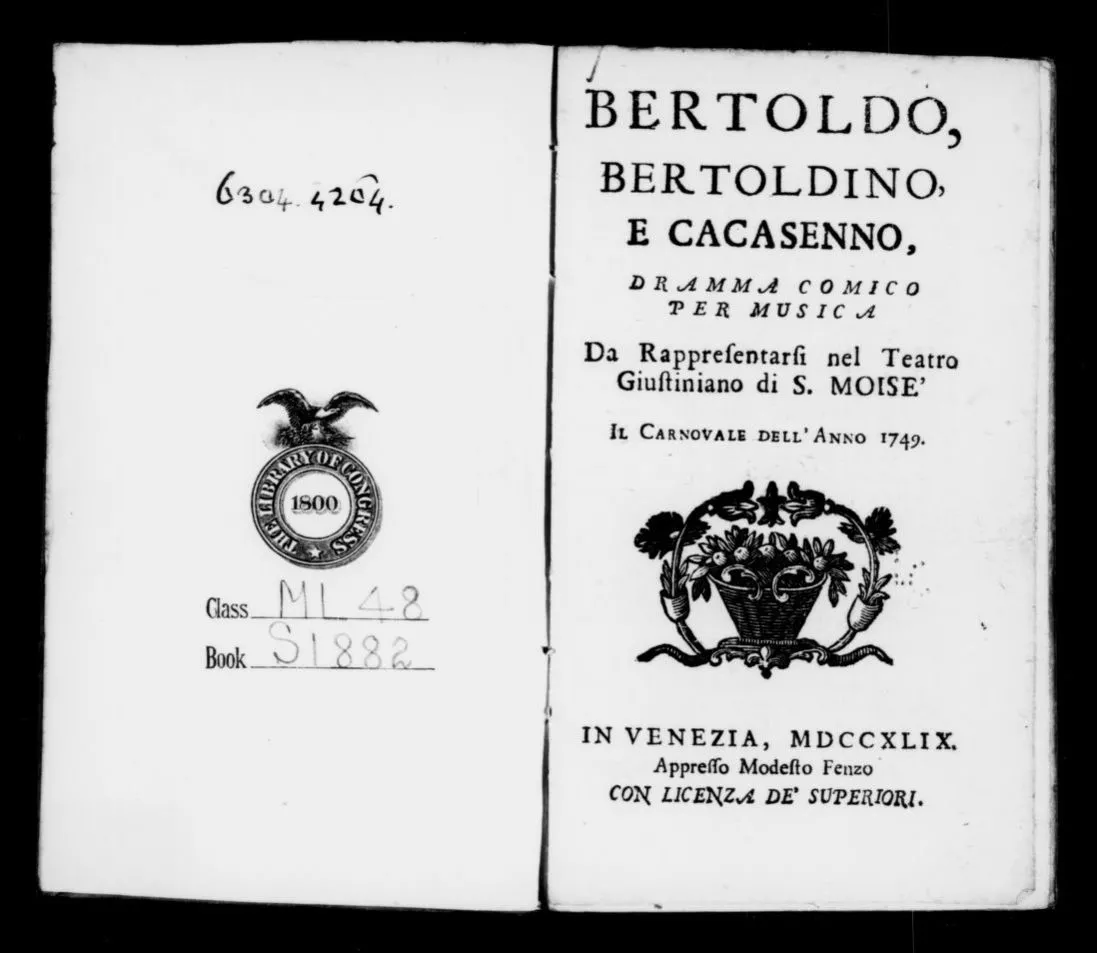 6304.4204.
THE LIBRARY OF CONGRESS
1800
Class ML 48
Book S1882
BERTOLDO,
BERTOLDINO,
E CACASENNO,
DRAMMA COMICO
PER MUSICA
Da Rappreſentarſi nel Teatro
Giuſtiniano di S. MOISE'
IL CARNOVALE DELL' ANNO 1749.
IN VENEZIA, MDCCXLIX.
Appreſſo Modeſto Fenzo
CON LICENZA DE' SUPERIORI.